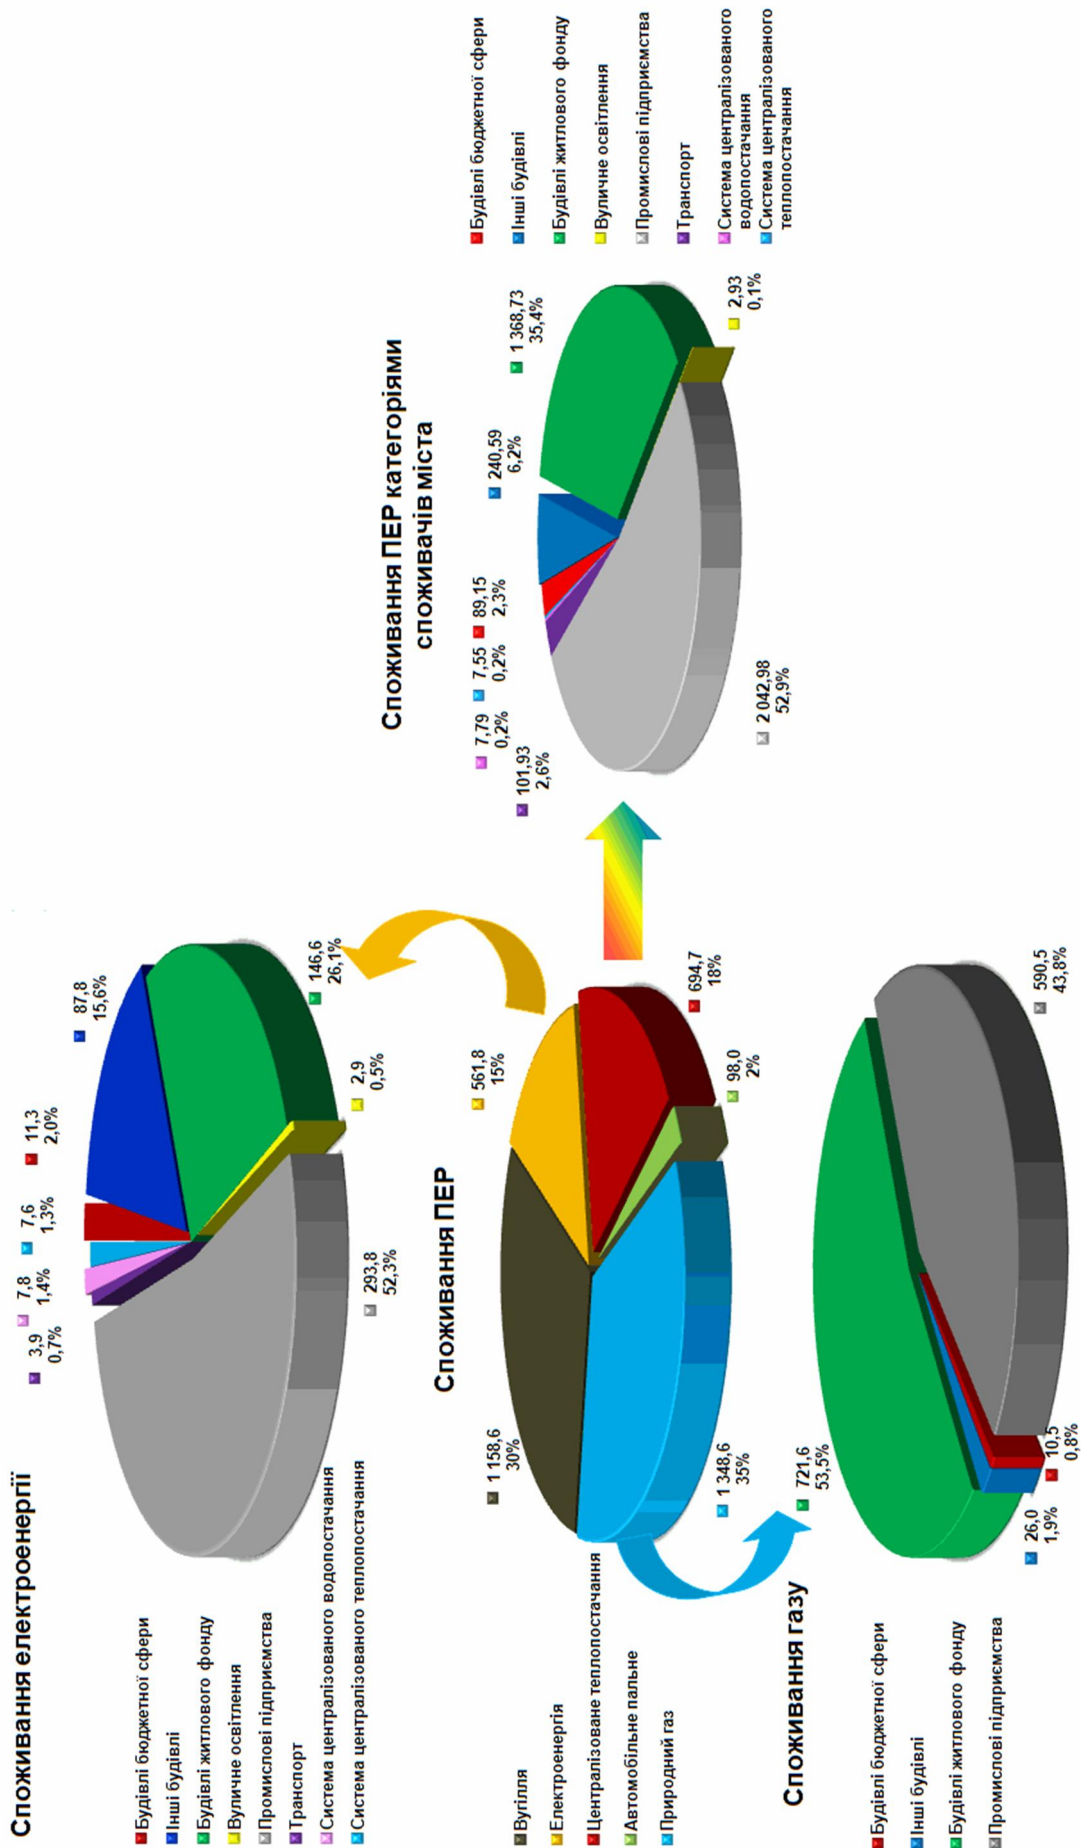 Споживання електроенергії
Будівлі бюджетної сфери
Інші будівлі
Будівлі житлового фонду
Вуличне освітлення
Промислові підприємства
Транспорт
Система централізованого водопостачання
Система централізованого теплопостачання
3,9
0,7%
7,8
1,4%
7,6
1,3%
11,3
2,0%
87,8
15,6%
146,6
26,1%
2,9
0,5%
293,8
52,3%
Споживання ПЕР
Вугілля
Електроенергія
Централізоване теплопостачання
Автомобільне пальне
Природний газ
1 158,6
30%
561,8
15%
694,7
18%
98,0
2%
1 348,6
35%
Споживання газу
Будівлі бюджетної сфери
Інші будівлі
Будівлі житлового фонду
Промислові підприємства
721,6
53,5%
590,5
43,8%
10,5
0,8%
26,0
1,9%
Споживання ПЕР категоріями
споживачів міста
101,93
2,6%
7,79
0,2%
7,55
0,2%
89,15
2,3%
240,59
6,2%
1 368,73
35,4%
2,93
0,1%
2 042,98
52,9%
Будівлі бюджетної сфери
Інші будівлі
Будівлі житлового фонду
Вуличне освітлення
Промислові підприємства
Транспорт
Система централізованого
водопостачання
Система централізованого
теплопостачання